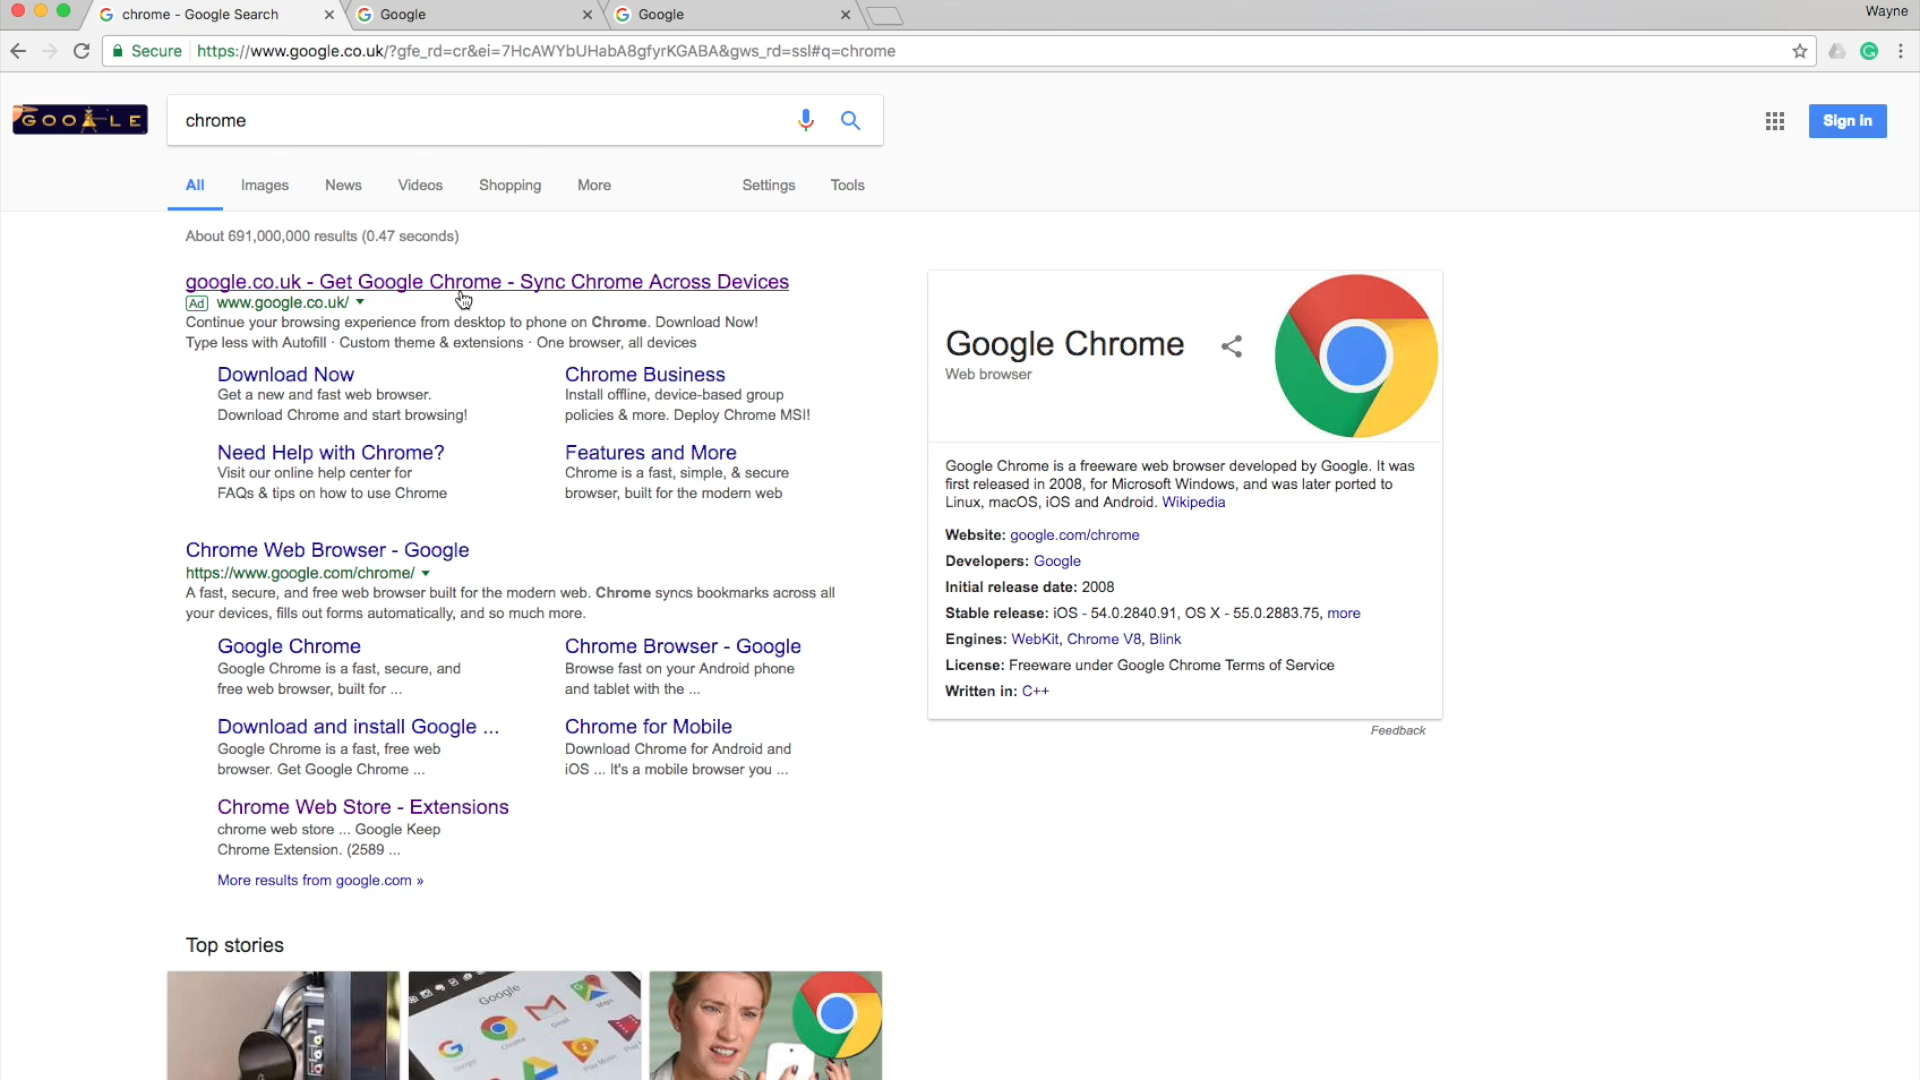 chrome - Google Search
Google
Google
Wayne
Secure
https://www.google.co.uk/?gfe_rd=cr&ei=7HcAWYbUHabA8gfyrKGABA&gws_rd=ssl#q=chrome
GOOGLE
chrome
Sign in
All
Images
News
Videos
Shopping
More
Settings
Tools
About 691,000,000 results (0.47 seconds)
google.co.uk - Get Google Chrome - Sync Chrome Across Devices
Ad www.google.co.uk/
Continue your browsing experience from desktop to phone on Chrome. Download Now!
Type less with Autofill · Custom theme & extensions · One browser, all devices
Download Now
Get a new and fast web browser.
Download Chrome and start browsing!
Chrome Business
Install offline, device-based group
policies & more. Deploy Chrome MSI!
Need Help with Chrome?
Visit our online help center for
FAQs & tips on how to use Chrome
Features and More
Chrome is a fast, simple, & secure
browser, built for the modern web
Chrome Web Browser - Google
https://www.google.com/chrome/
A fast, secure, and free web browser built for the modern web. Chrome syncs bookmarks across all
your devices, fills out forms automatically, and so much more.
Google Chrome
Google Chrome is a fast, secure, and
free web browser, built for ...
Chrome Browser - Google
Browse fast on your Android phone
and tablet with the ...
Download and install Google ...
Google Chrome is a fast, free web
browser. Get Google Chrome ...
Chrome for Mobile
Download Chrome for Android and
iOS ... It's a mobile browser you ...
Chrome Web Store - Extensions
chrome web store ... Google Keep
Chrome Extension. (2589 ...
More results from google.com »
Top stories
Google
Google
Chrome
Gmail
Maps
Google Chrome
Web browser
Google Chrome is a freeware web browser developed by Google. It was
first released in 2008, for Microsoft Windows, and was later ported to
Linux, macOS, iOS and Android. Wikipedia
Website: google.com/chrome
Developers: Google
Initial release date: 2008
Stable release: iOS - 54.0.2840.91, OS X - 55.0.2883.75, more
Engines: WebKit, Chrome V8, Blink
License: Freeware under Google Chrome Terms of Service
Written in: C++
Feedback